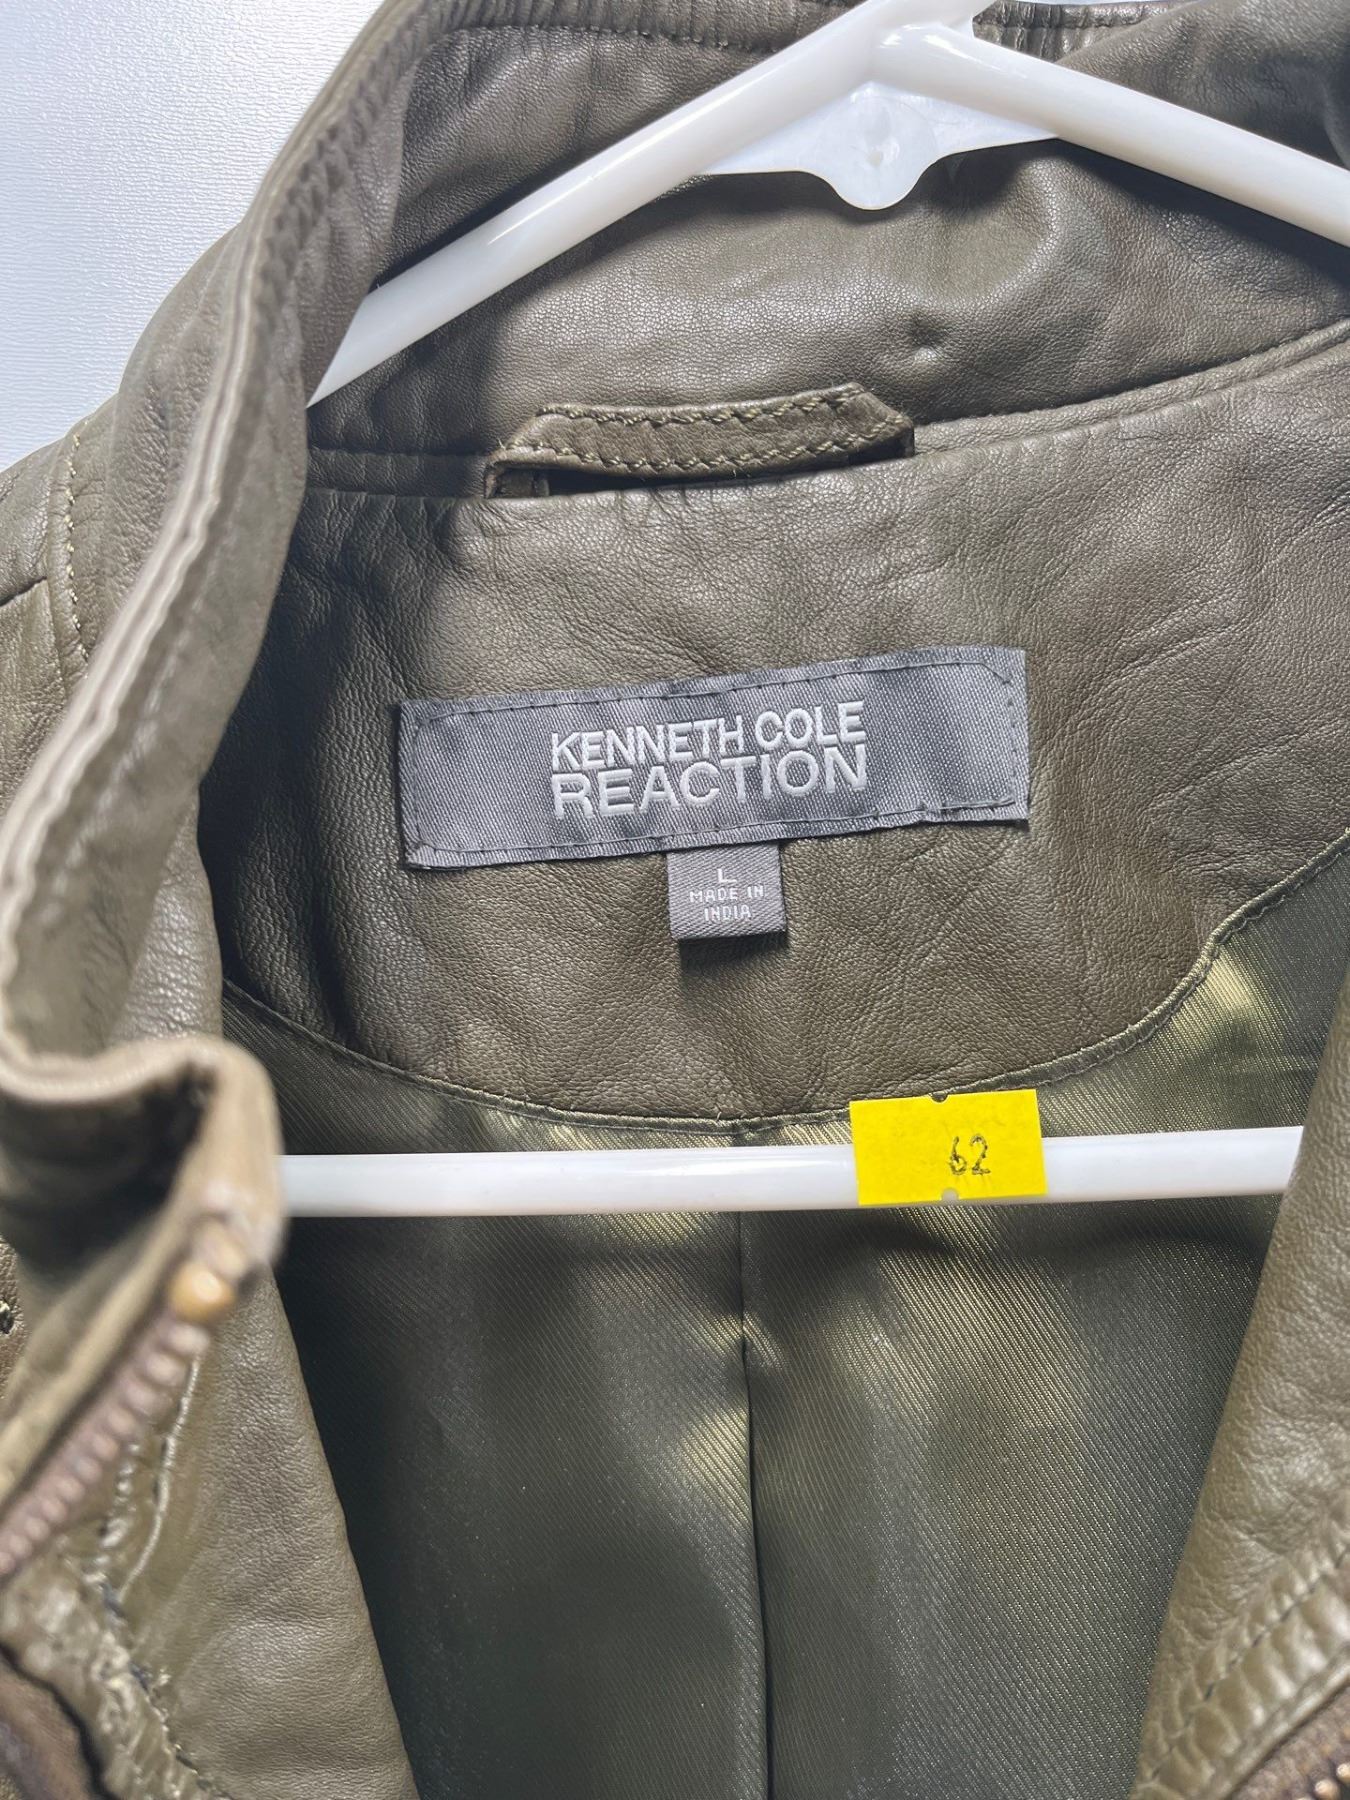 KENNETH COLE
REACTION
L
MADE IN
INDIA
62